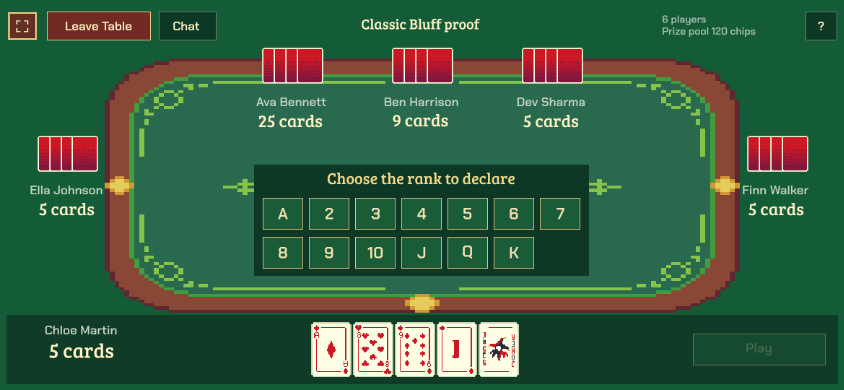 Leave Table
Chat
Classic Bluff proof
6 players
Prize pool 120 chips
?
Ava Bennett
25 cards
Ben Harrison
9 cards
Dev Sharma
5 cards
Ella Johnson
5 cards
Finn Walker
5 cards
Choose the rank to declare
A 2 3 4 5 6 7
8 9 10 J Q K
Chloe Martin
5 cards
A
8
9
Play